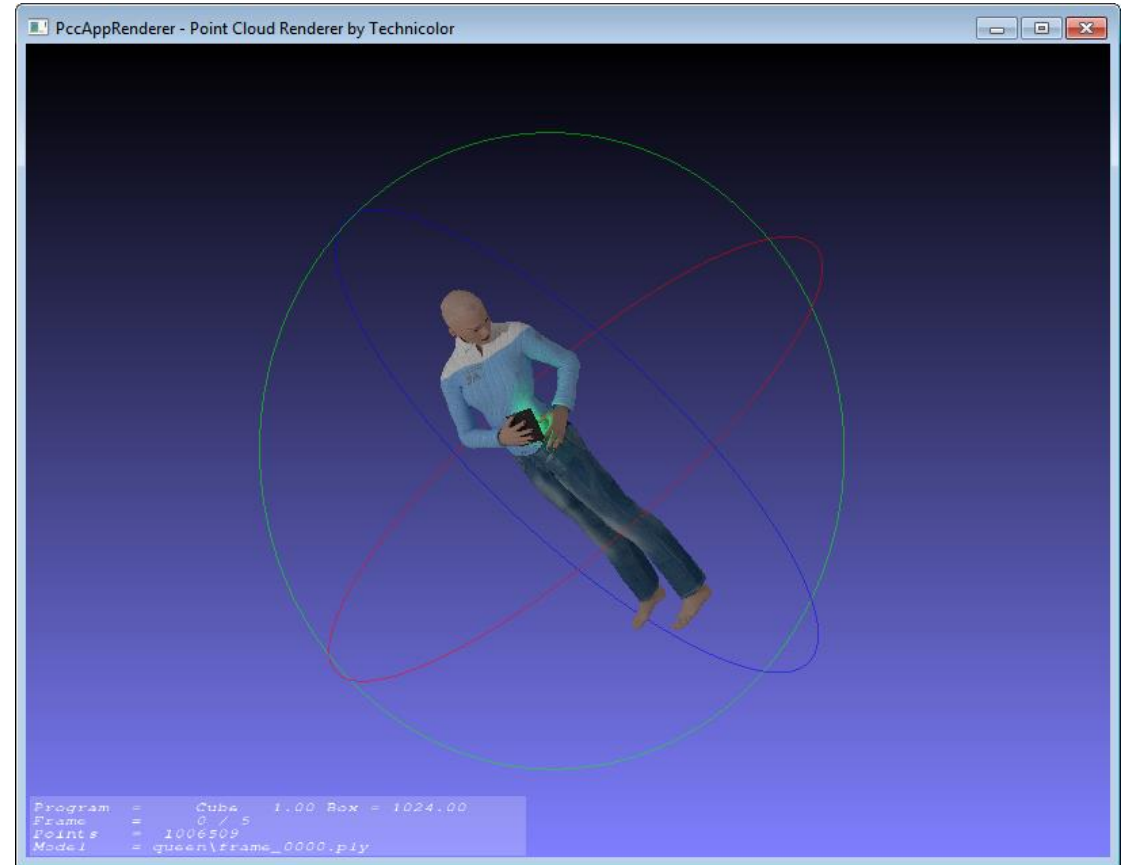 PccAppRenderer - Point Cloud Renderer by Technicolor
Program = Cube 1.00 Box = 1024.00
Frame = 0 / 5
Points = 1006509
Model = queen\frame_0000.ply